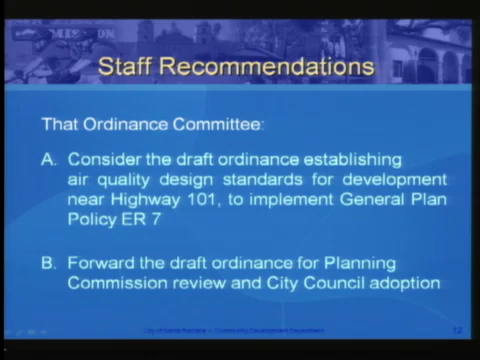 MISSION
Staff Recommendations
That Ordinance Committee:
A. Consider the draft ordinance establishing
air quality design standards for development
near Highway 101, to implement General Plan
Policy ER 7
B. Forward the draft ordinance for Planning
Commission review and City Council adoption
City of Santa Barbara — Community Development Department
12